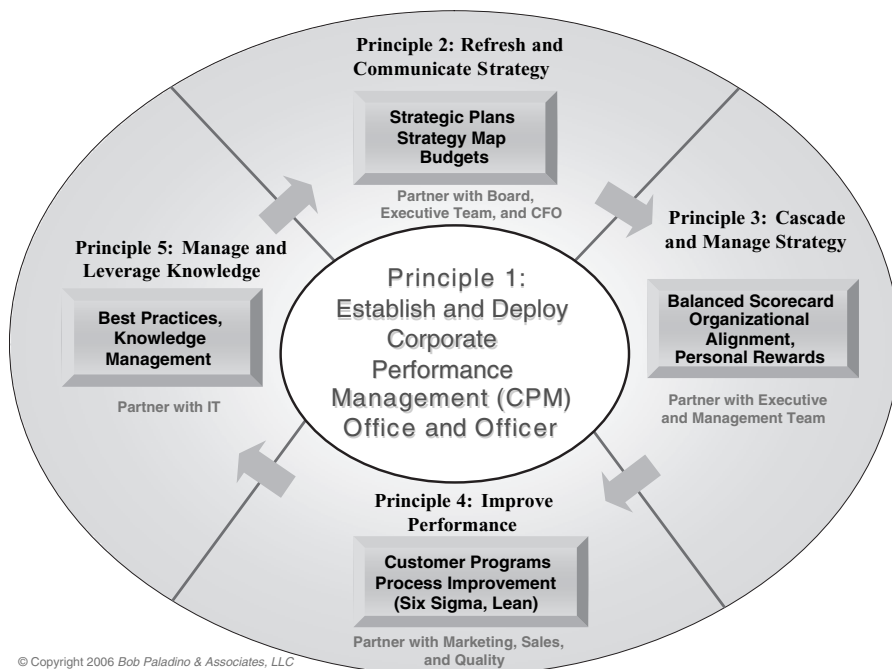 Principle 2: Refresh and
Communicate Strategy
Strategic Plans
Strategy Map
Budgets
Partner with Board,
Executive Team, and CFO
Principle 3: Cascade
and Manage Strategy
Balanced Scorecard
Organizational
Alignment,
Personal Rewards
Partner with Executive
and Management Team
Principle 5: Manage and
Leverage Knowledge
Best Practices,
Knowledge
Management
Partner with IT
Principle 1:
Establish and Deploy
Corporate
Performance
Management (CPM)
Office and Officer
Principle 4: Improve
Performance
Customer Programs
Process Improvement
(Six Sigma, Lean)
Partner with Marketing, Sales,
and Quality
© Copyright 2006 Bob Paladino & Associates, LLC